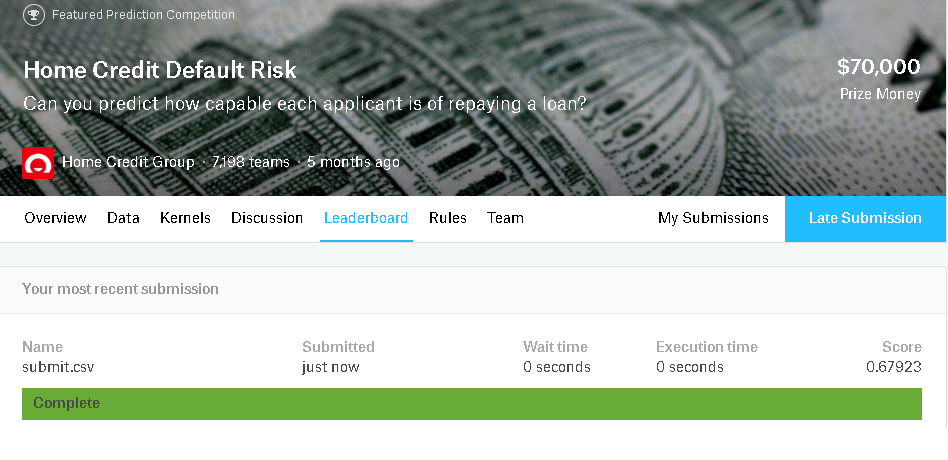 Featured Prediction Competition
Home Credit Default Risk
$70,000
Can you predict how capable each applicant is of repaying a loan?
Prize Money
Home Credit Group · 7,198 teams · 5 months ago
Overview Data Kernels Discussion Leaderboard Rules Team My Submissions Late Submission
Your most recent submission
Name Submitted Wait time Execution time Score
submit.csv just now 0 seconds 0 seconds 0.67923
Complete